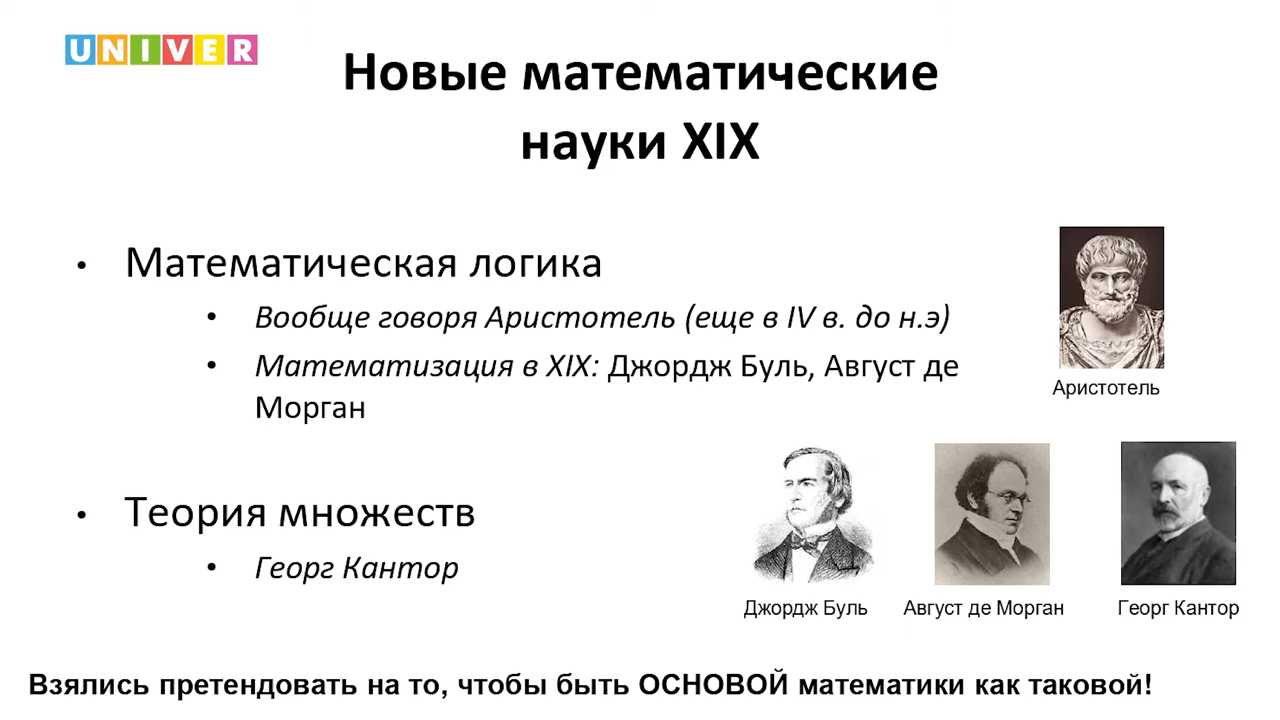 UNIVER
Новые математические
науки XIX
• Математическая логика
• Вообще говоря Аристотель (еще в IV в. до н.э)
• Математизация в XIX: Джордж Буль, Август де
Морган
Аристотель
• Теория множеств
• Георг Кантор
Джордж Буль
Август де Морган
Георг Кантор
Взялись претендовать на то, чтобы быть ОСНОВОЙ математики как таковой!